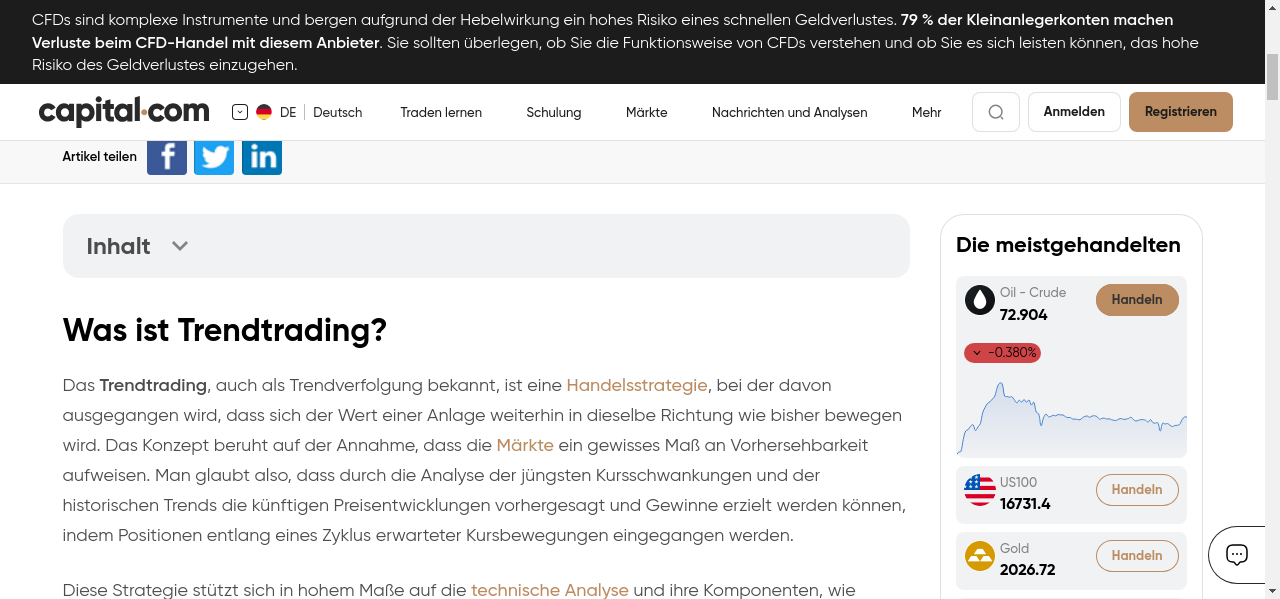 CFDs sind komplexe Instrumente und bergen aufgrund der Hebelwirkung ein hohes Risiko eines schnellen Geldverlustes. 79 % der Kleinanlegerkonten machen
Verluste beim CFD-Handel mit diesem Anbieter. Sie sollten überlegen, ob Sie die Funktionsweise von CFDs verstehen und ob Sie es sich leisten können, das hohe
Risiko des Geldverlustes einzugehen.
capital.com
DE
Deutsch
Traden lernen
Schulung
Märkte
Nachrichten und Analysen
Mehr
Anmelden
Registrieren
Artikel teilen
Inhalt
Was ist Trendtrading?
Das Trendtrading, auch als Trendverfolgung bekannt, ist eine Handelsstrategie, bei der davon
ausgegangen wird, dass sich der Wert einer Anlage weiterhin in dieselbe Richtung wie bisher bewegen
wird. Das Konzept beruht auf der Annahme, dass die Märkte ein gewisses Maß an Vorhersehbarkeit
aufweisen. Man glaubt also, dass durch die Analyse der jüngsten Kursschwankungen und der
historischen Trends die künftigen Preisentwicklungen vorhergesagt und Gewinne erzielt werden können,
indem Positionen entlang eines Zyklus erwarteter Kursbewegungen eingegangen werden.
Diese Strategie stützt sich in hohem Maße auf die technische Analyse und ihre Komponenten, wie
Die meistgehandelten
Oil - Crude
72.904
Handeln
-0.380%
US100
16731.4
Handeln
Gold
2026.72
Handeln